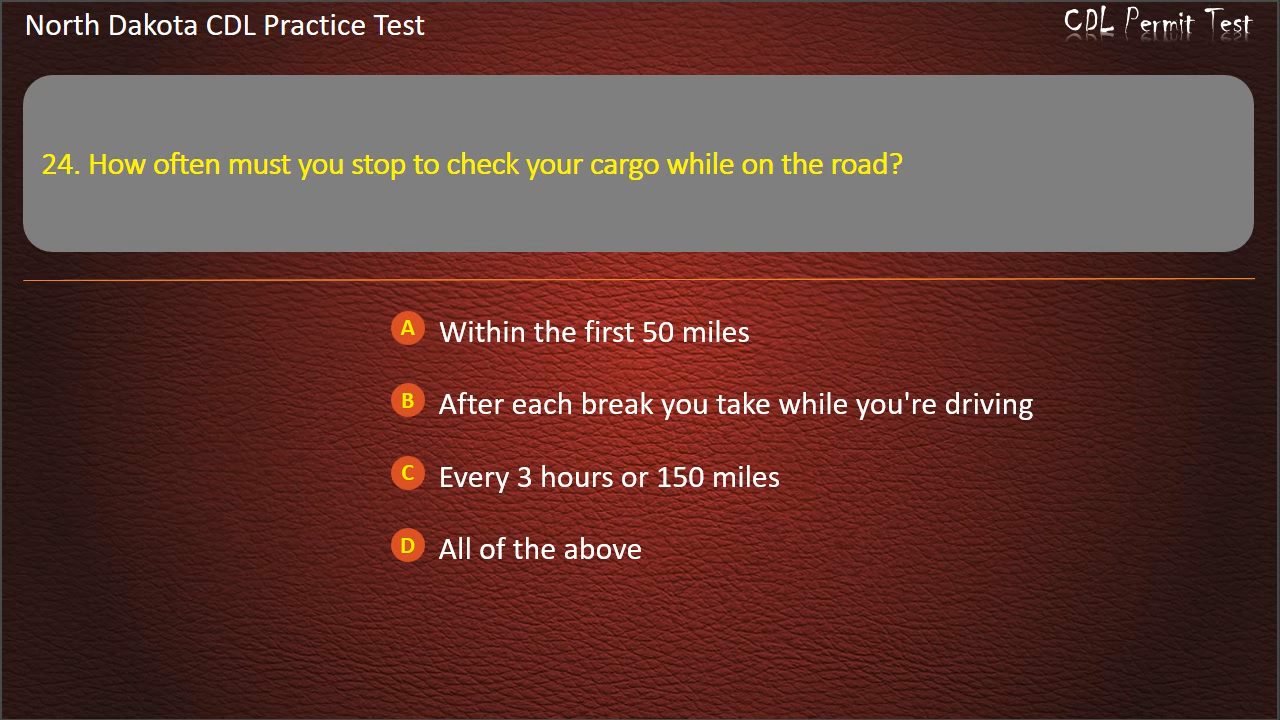 North Dakota CDL Practice Test
CDL Permit Test
24. How often must you stop to check your cargo while on the road?
A Within the first 50 miles
B After each break you take while you're driving
C Every 3 hours or 150 miles
D All of the above